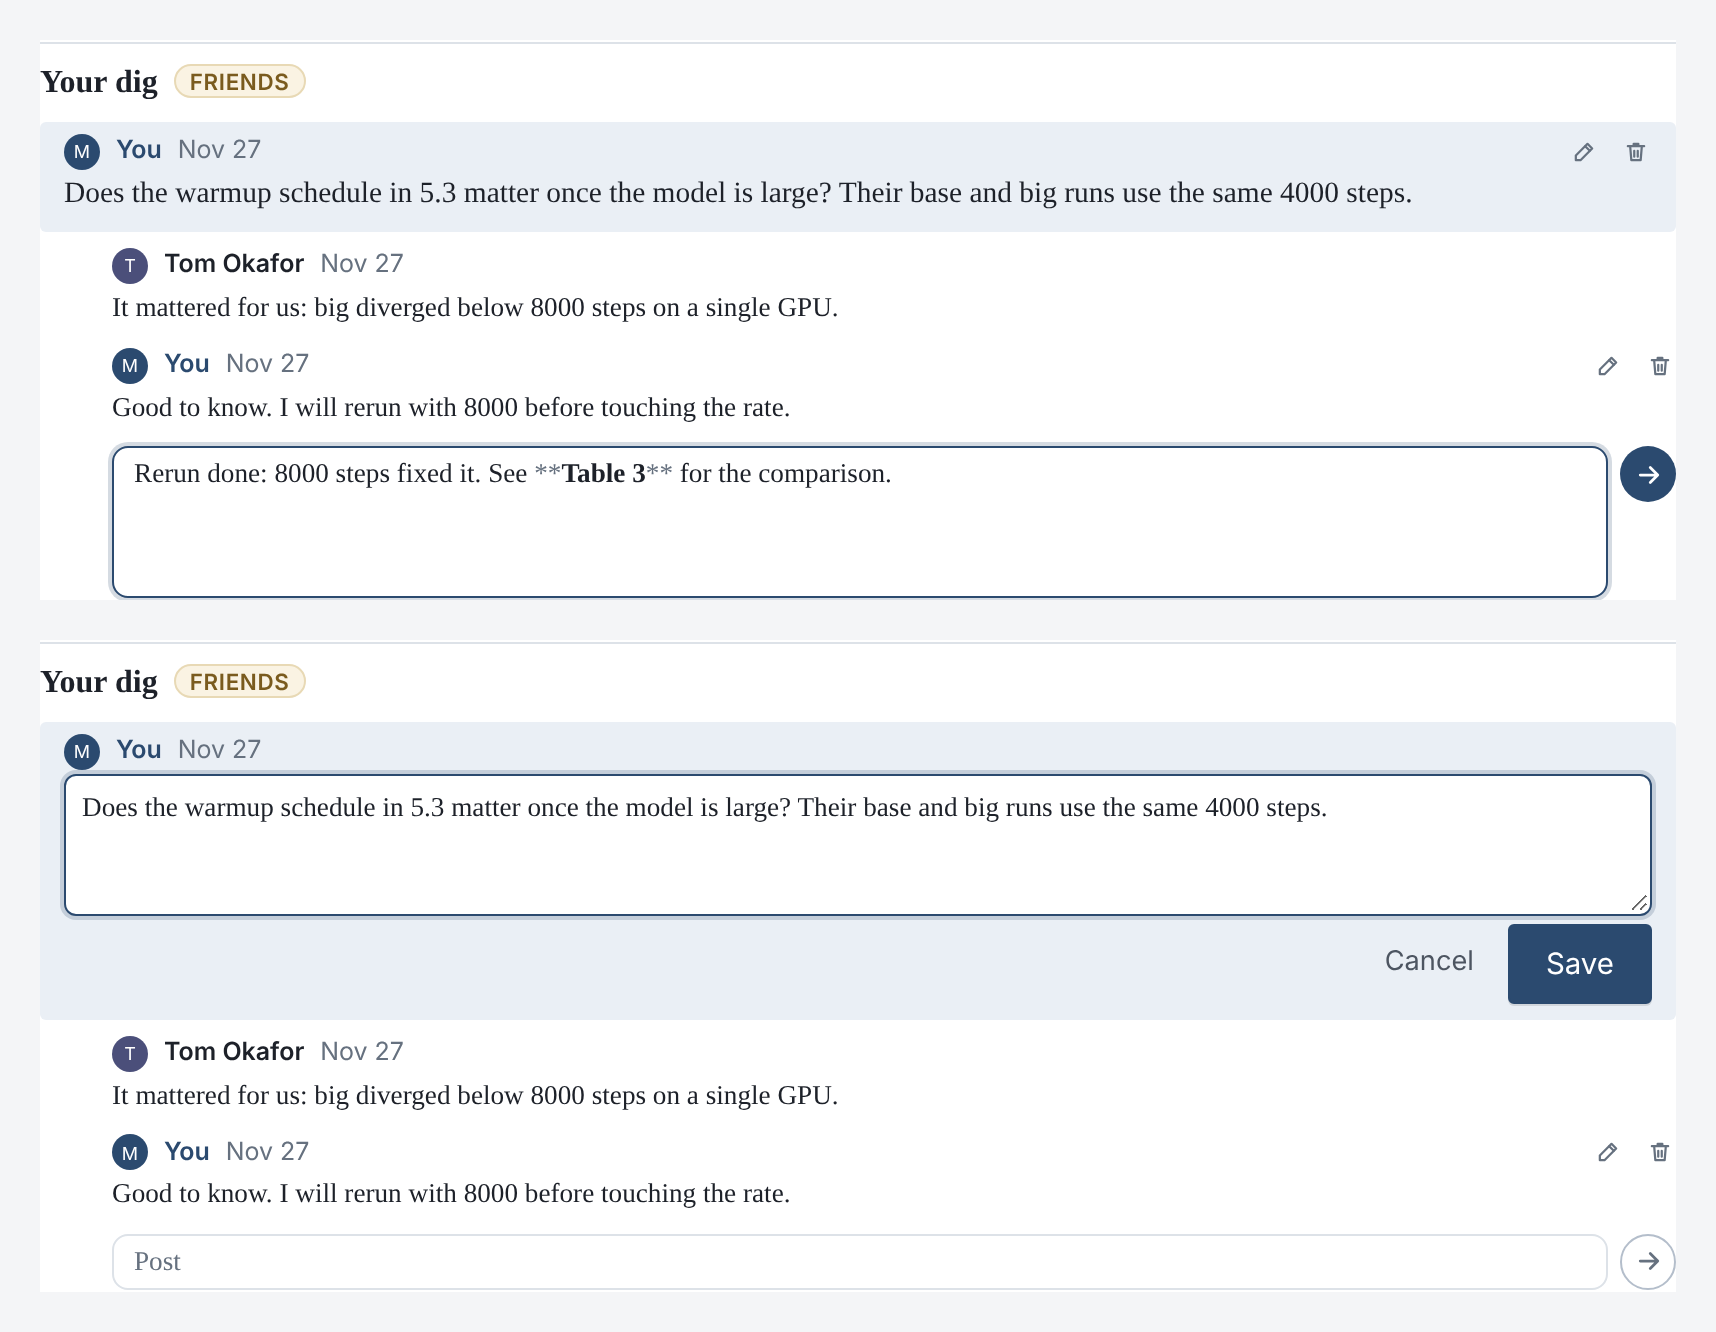 Your dig FRIENDS
M You Nov 27
Does the warmup schedule in 5.3 matter once the model is large? Their base and big runs use the same 4000 steps.
T Tom Okafor Nov 27
It mattered for us: big diverged below 8000 steps on a single GPU.
M You Nov 27
Good to know. I will rerun with 8000 before touching the rate.
Rerun done: 8000 steps fixed it. See **Table 3** for the comparison.
Your dig FRIENDS
M You Nov 27
Does the warmup schedule in 5.3 matter once the model is large? Their base and big runs use the same 4000 steps.
Cancel Save
T Tom Okafor Nov 27
It mattered for us: big diverged below 8000 steps on a single GPU.
M You Nov 27
Good to know. I will rerun with 8000 before touching the rate.
Post